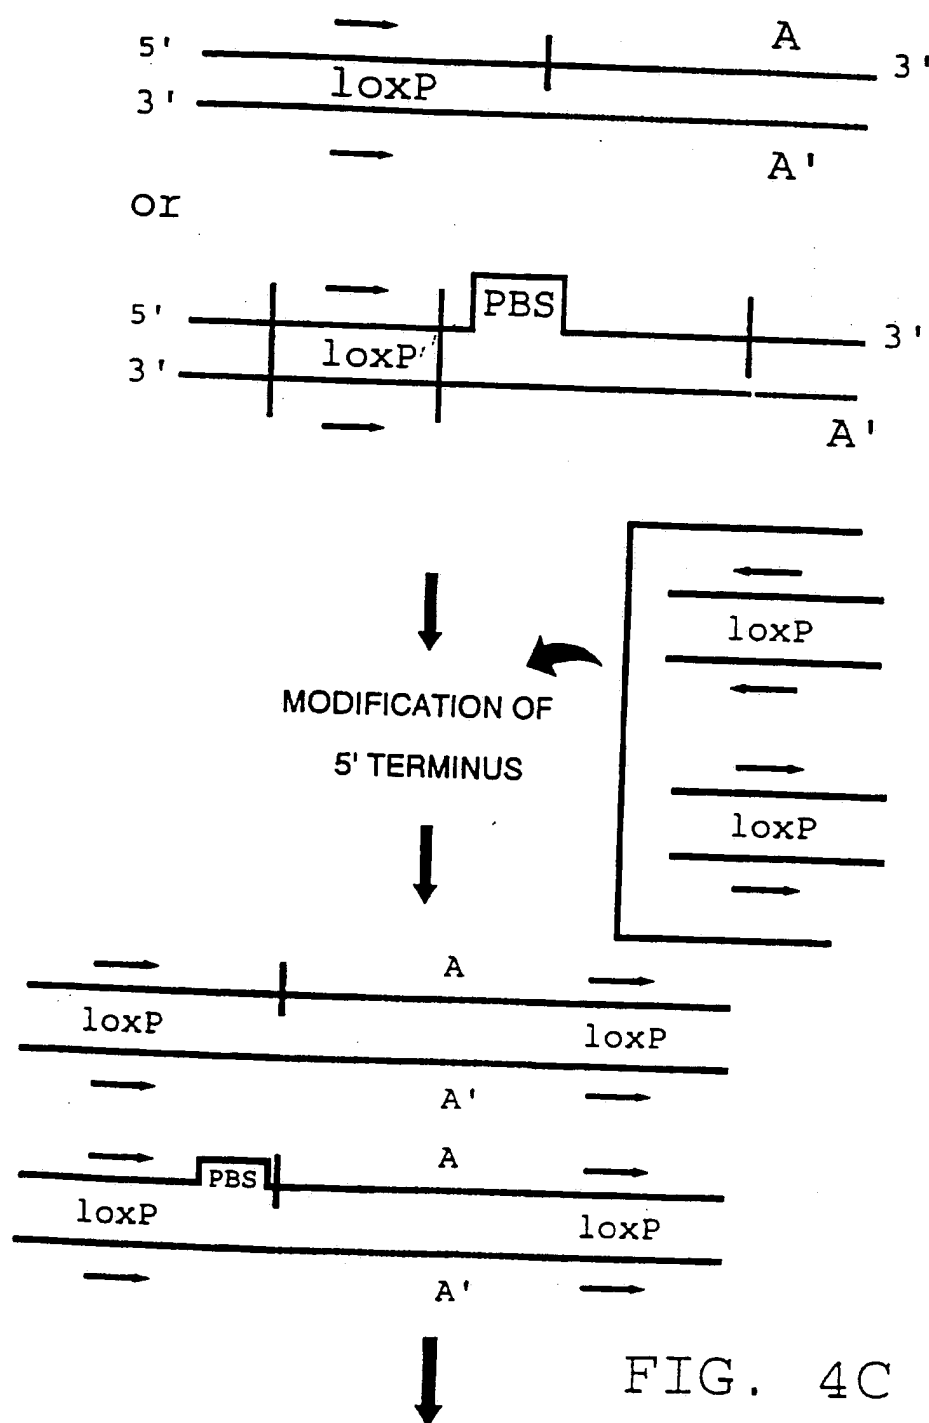 A
5' 3'
loxP
3'
A'
or
PBS
5' 3'
loxP'
3'
A'
loxP
MODIFICATION OF
5' TERMINUS
loxP
A
loxP loxP
A'
A
PBS
loxP loxP
A'
FIG. 4C